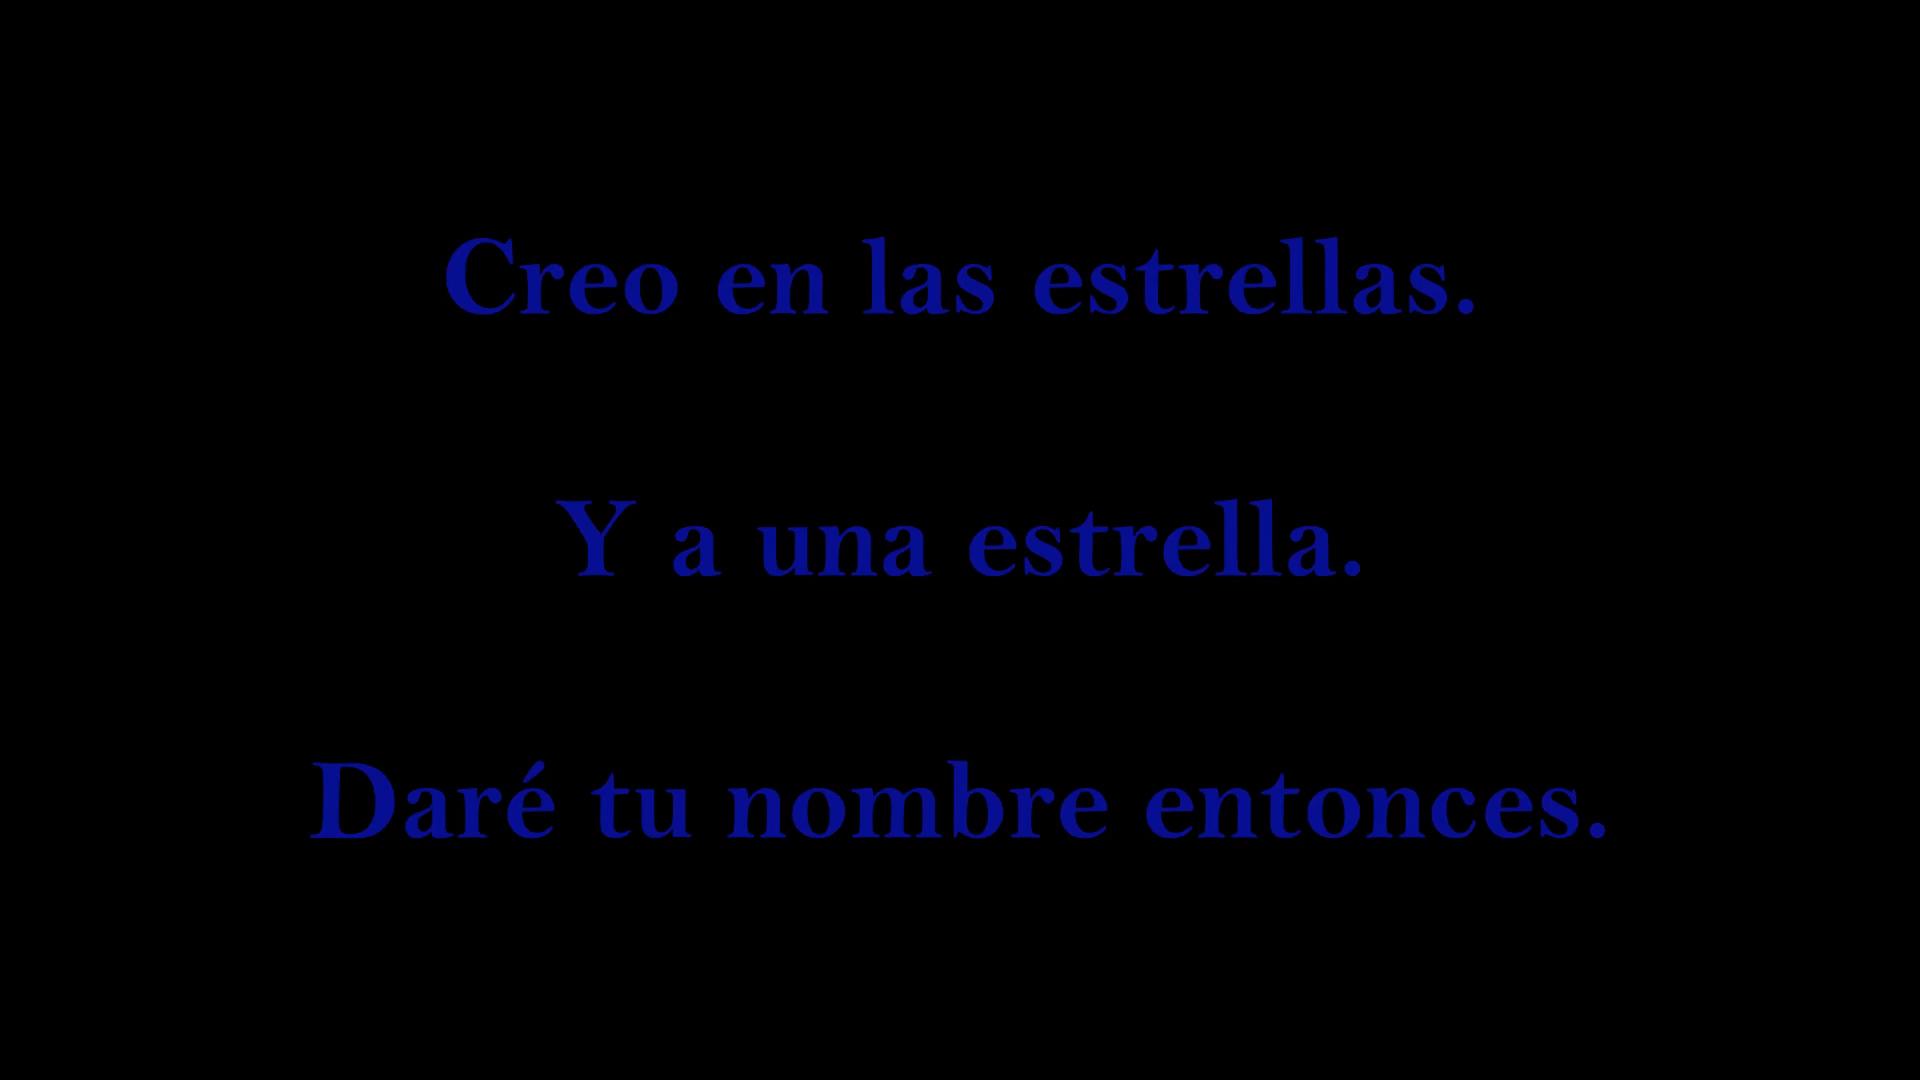 Creo en las estrellas.
Y a una estrella.
Daré tu nombre entonces.